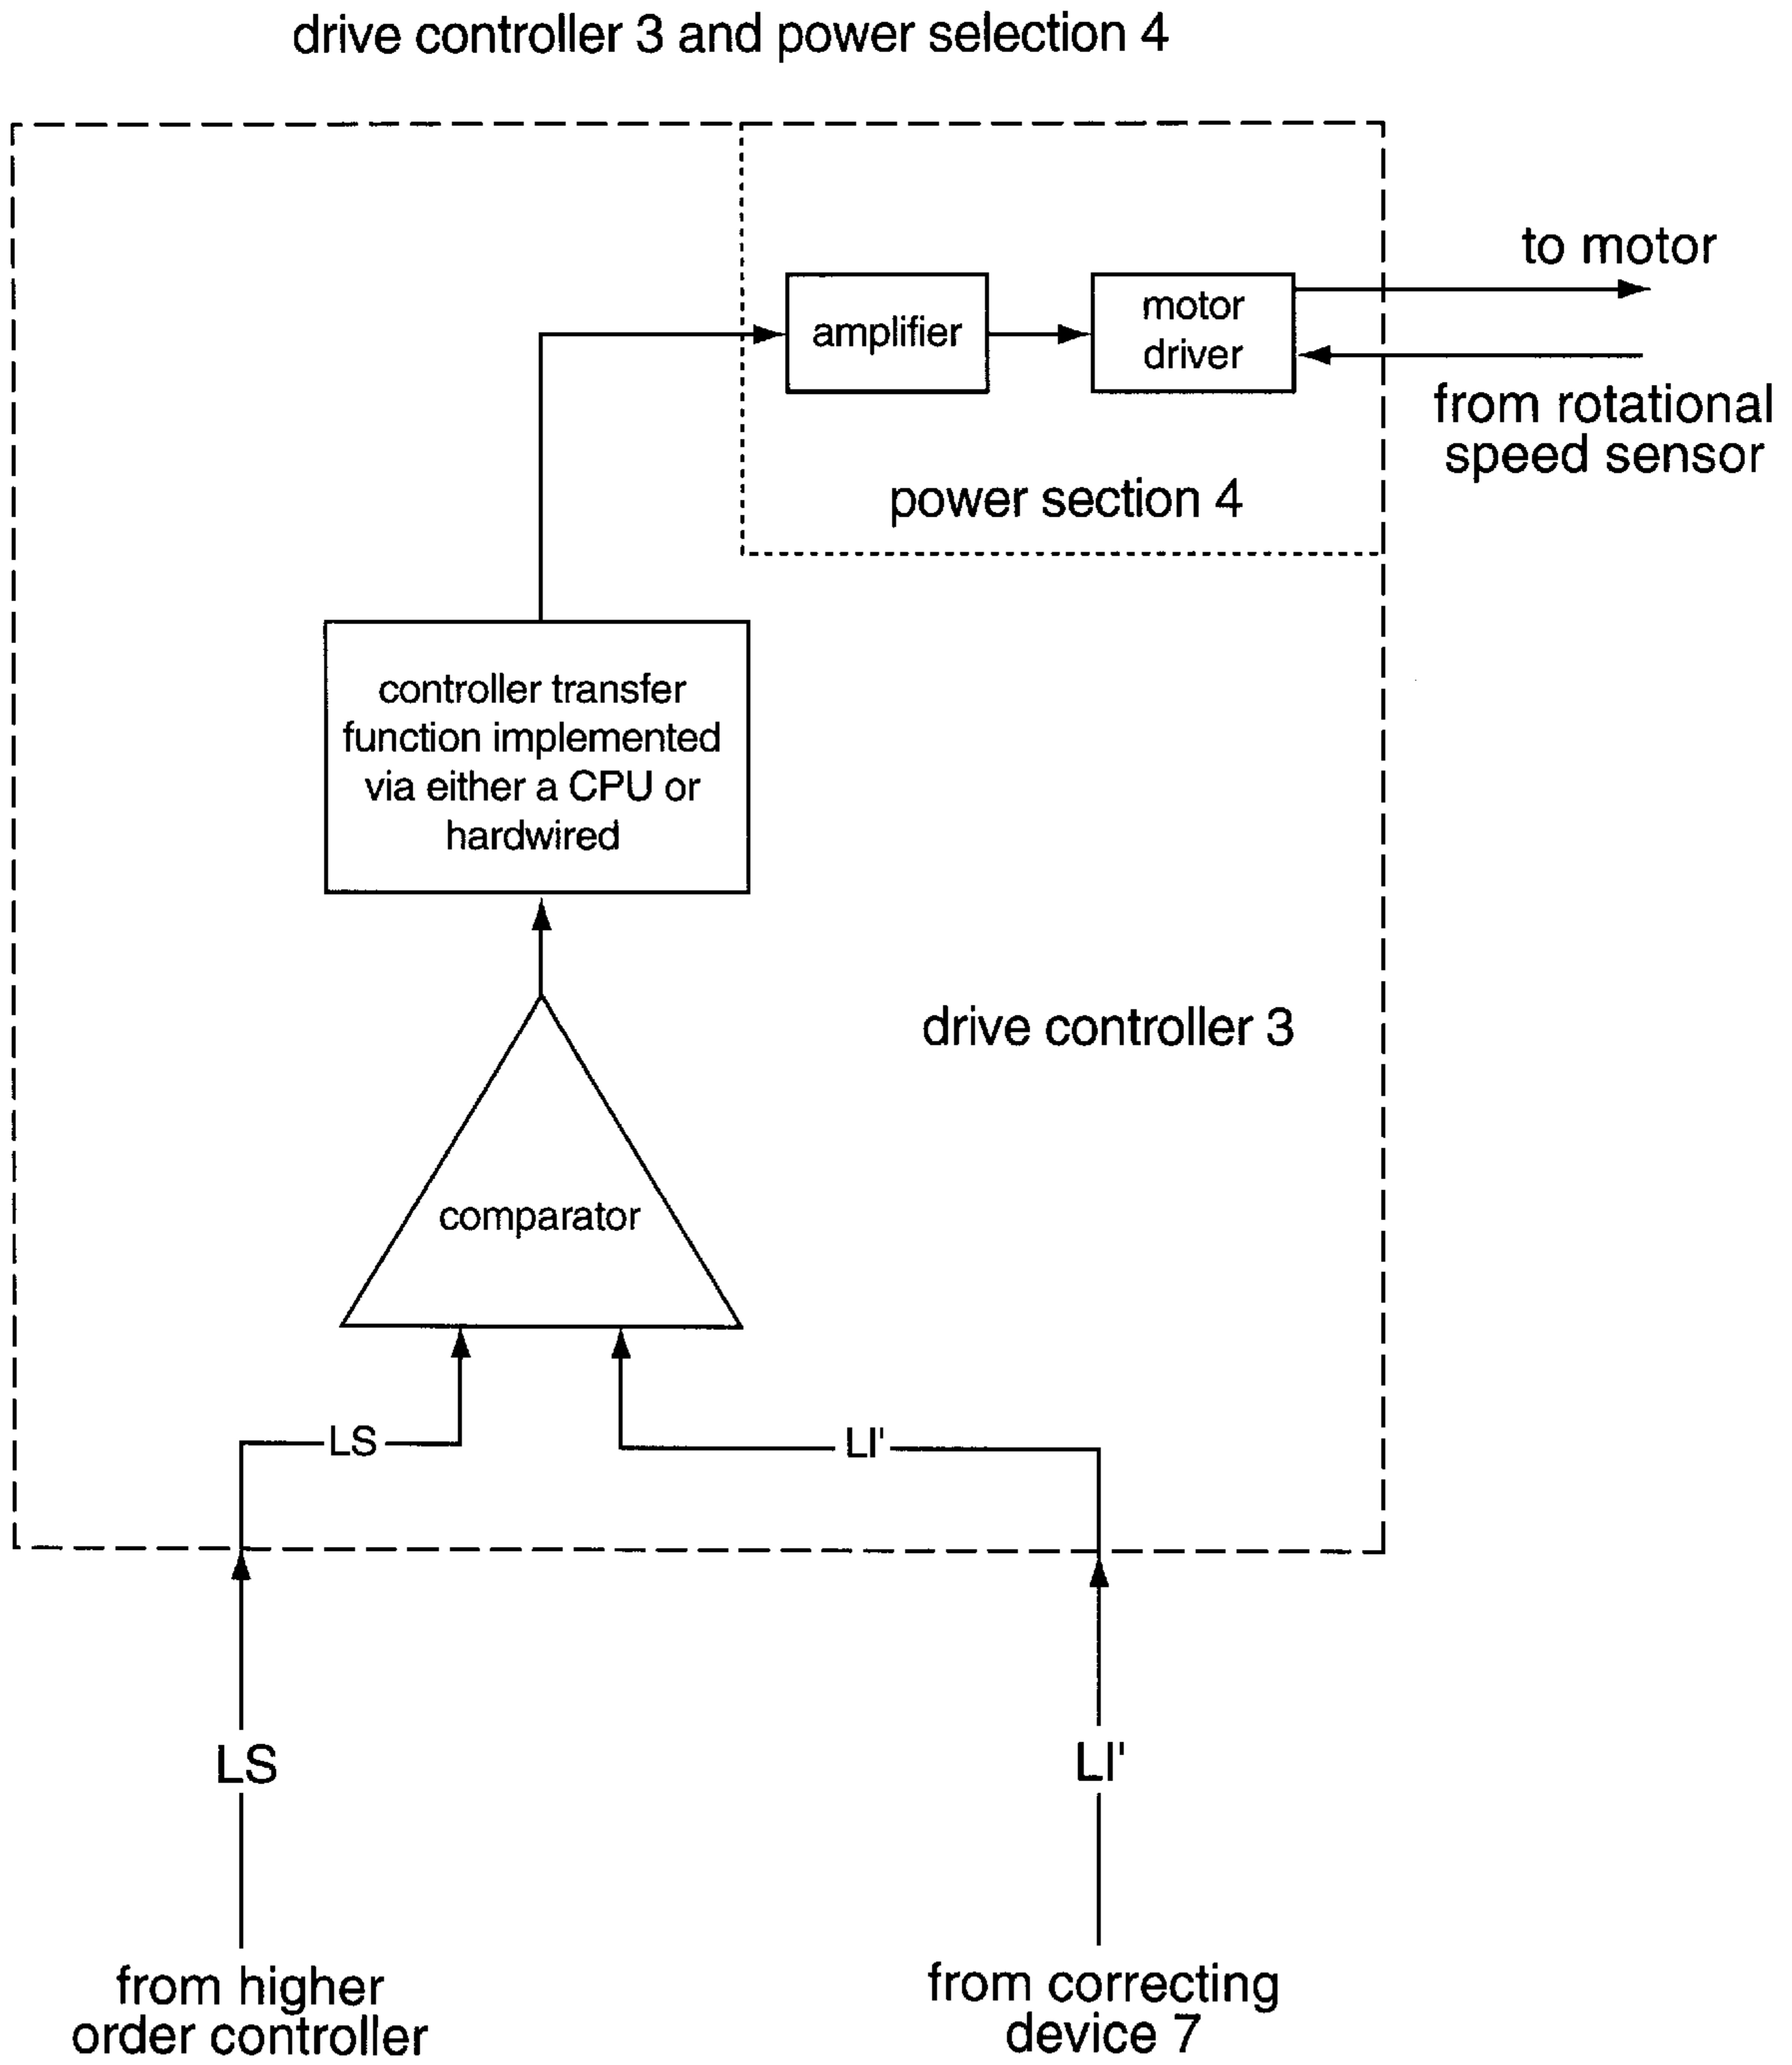 drive controller 3 and power selection 4
to motor
amplifier
motor
driver
from rotational
speed sensor
power section 4
controller transfer
function implemented
via either a CPU or
hardwired
drive controller 3
comparator
LS
LI'
LS
LI'
from higher
order controller
from correcting
device 7